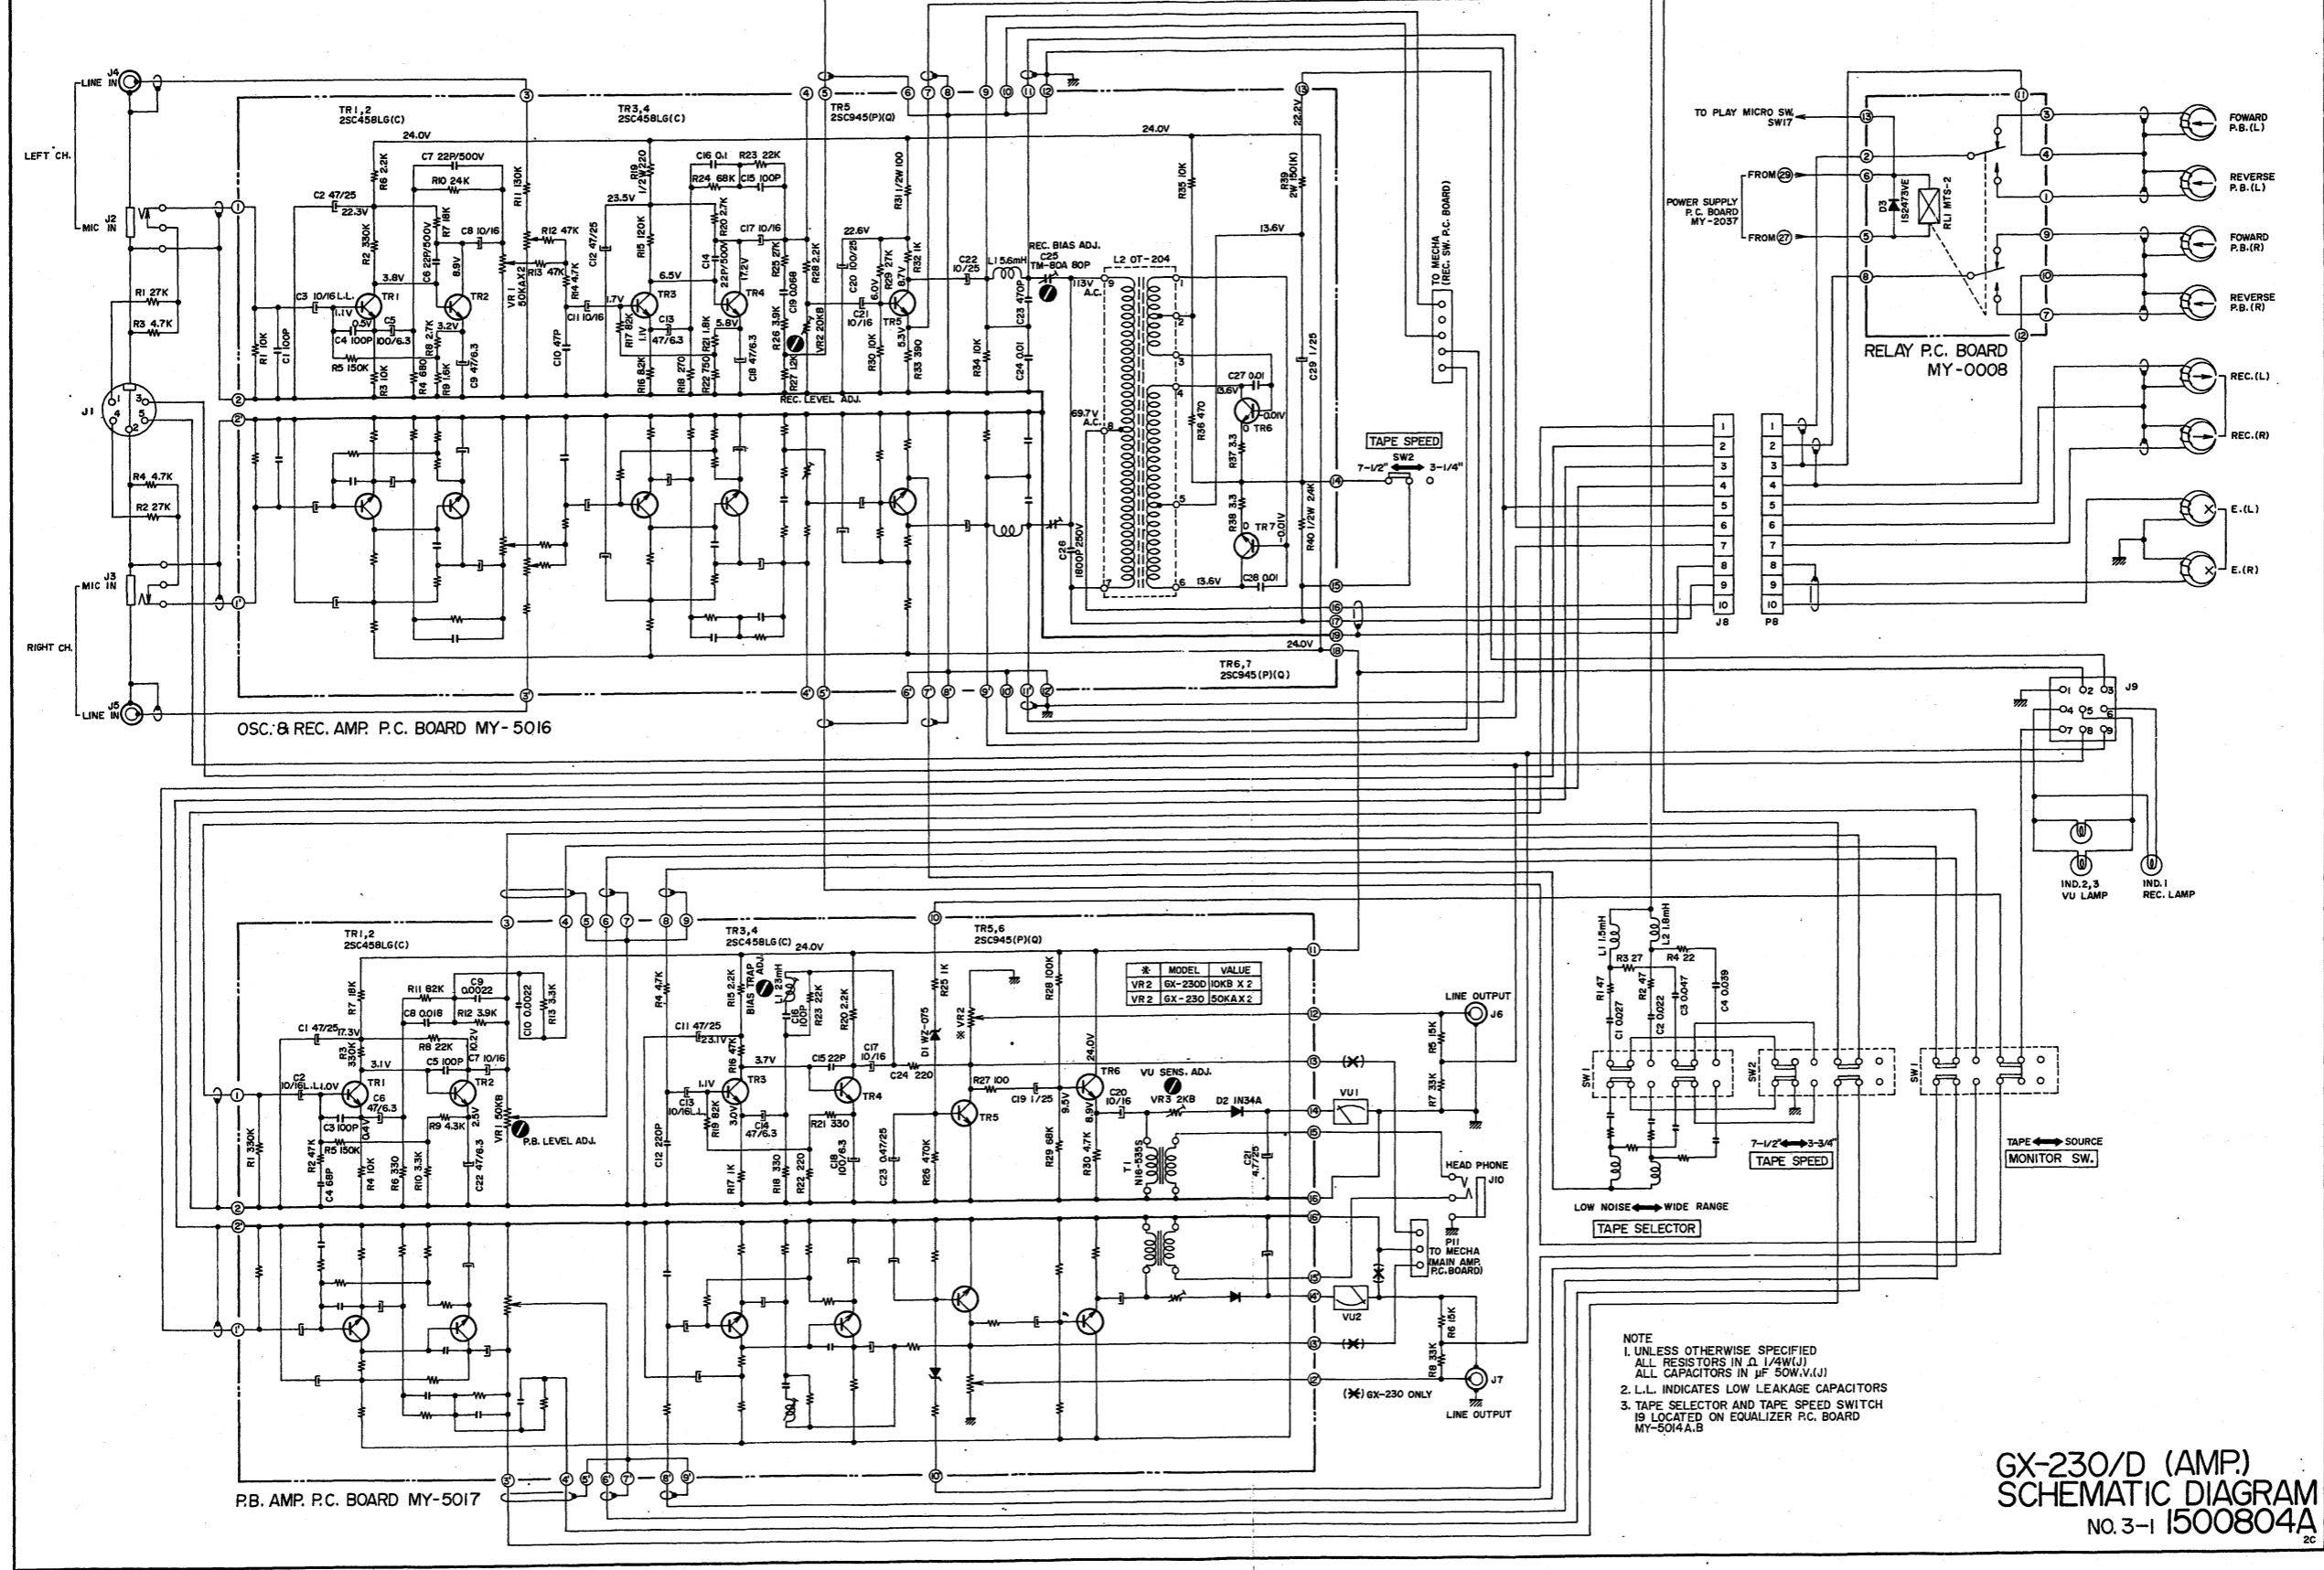 J4
LINE IN
LEFT CH.
J2
MIC IN
R1 27K
R3 4.7K
J1
R4 4.7K
R2 27K
J3
MIC IN
RIGHT CH.
J5
LINE IN
TR1,2
2SC458LG(C)
TR3,4
2SC458LG(C)
TR5
2SC945(P)(Q)
24.0V
24.0V
R6 2.2K
C7 22P/500V
R10 24K
C2 47/25
22.3V
R2 330K
R7 18K
C6 22P/500V
C8 10/16
8.9V
3.8V
R11 130K
R12 47K
R13 47K
R14 4.7K
VR1 50KAX2
C3 10/16 L.L.
1.1V
TR1
0.5V
C5
C4 100P
100/6.3
R5 150K
R1 10K
C1 100P
R3 10K
R4 680
R8 2.7K
R9 1.6K
3.2V
TR2
C9 47/6.3
C10 47P
C11 10/16
R19 1/2W 220
23.5V
C12 47/25
R15 120K
6.5V
1.7V
TR3
R17 82K
1.1V
C13
47/6.3
R16 8.2K
R18 270
C16 0.1
R23 22K
R24 68K
C15 100P
R20 2.7K
C17 10/16
C14
22P/500V
17.2V
TR4
5.8V
R21 1.8K
R22 750
C18 47/6.3
R25 27K
C19 0.068
R26 3.9K
R27 12K
R28 2.2K
VR2 20KB
REC. LEVEL ADJ.
R31 1/2W 100
22.6V
C20 100/25
R29 27K
R32 1K
8.7V
6.0V
C21
10/16
TR5
5.3V
R30 10K
R33 390
C22
10/25
L1 5.6mH
REC. BIAS ADJ.
C25
TM-80A 80P
C23 470P
C24 0.01
R34 10K
113V
A.C.
69.7V
A.C.
L2 OT-204
C26
1800P 250V
R35 10K
R36 470
C27 0.01
13.6V
-0.01V
0 TR6
R37 3.3
R38 3.3
0 TR7
-0.01V
13.6V
C28 0.01
22.2V
R39
2W 150(K)
13.6V
C29 1/25
R40 1/2W 2.4K
24.0V
TR6,7
2SC945(P)(Q)
TO MECHA
(REC. SW. P.C. BOARD)
TAPE SPEED
SW2
7-1/2" 3-1/4"
OSC. & REC. AMP. P.C. BOARD MY-5016
TO PLAY MICRO SW.
SW17
FROM 29
POWER SUPPLY
P.C. BOARD
MY-2037
FROM 27
D3
1S2473VE
RL1 MTS-2
RELAY P.C. BOARD
MY-0008
FOWARD
P.B.(L)
REVERSE
P.B.(L)
FOWARD
P.B.(R)
REVERSE
P.B.(R)
REC.(L)
REC.(R)
E.(L)
E.(R)
J8
P8
J9
IND.2,3
VU LAMP
IND.1
REC. LAMP
TR1,2
2SC458LG(C)
TR3,4
2SC458LG(C)
24.0V
TR5,6
2SC945(P)(Q)
R7 18K
C1 47/25
17.3V
R3
330K
3.1V
R11 82K
C9
0.0022
C8 0.018
R12 3.9K
R8 22K
C10 0.0022
R13 3.3K
10.2V
C5 100P
C7 10/16
C2
10/16L.L
1.0V
TR1
TR2
C6
47/6.3
C3 100P
0.4V
R5 150K
R9 4.3K
2.5V
R1 330K
R2 47K
C4 68P
R4 10K
R6 330
R10 3.3K
C22 47/6.3
VR1 50KB
P.B. LEVEL ADJ.
R4 4.7K
C11 47/25
23.1V
R15 2.2K
BIAS TRAP ADJ.
L1 23mH
C16
100P
R23 22K
R20 2.2K
R16 47K
3.7V
C15 22P
C17
10/16
C24 220
1.1V
TR3
TR4
C13
10/16L.L
R19 82K
3.0V
C14
47/6.3
R21 330
C12 220P
R17 1K
R18 330
R22 220
C18
100/6.3
C23 0.47/25
R26 470K
R25 1K
D1 WZ-075
※ VR2
R27 100
TR5
C19 1/25
R28 100K
R29 68K
24.0V
TR6
9.5V
8.9V
R30 4.7K
C20
10/16
VU SENS. ADJ.
VR3 2KB
D2 1N34A
T1
N16-535S
C21
4.7/25
※ MODEL VALUE
VR2 GX-230D 10KB X 2
VR2 GX-230 50KA X 2
LINE OUTPUT
J6
R5 15K
R7 33K
VU1
HEAD PHONE
J10
P11
TO MECHA
(MAIN AMP.
P.C.BOARD)
VU2
R6 15K
R8 33K
J7
LINE OUTPUT
(※) GX-230 ONLY
P.B. AMP. P.C. BOARD MY-5017
L1 1.5mH
L2 1.8mH
R3 27
R4 22
R1 47
R2 47
C1 0.027
C2 0.022
C3 0.047
C4 0.039
SW1
SW2
SW1
7-1/2" 3-3/4"
TAPE SPEED
TAPE SOURCE
MONITOR SW.
LOW NOISE WIDE RANGE
TAPE SELECTOR
NOTE
1. UNLESS OTHERWISE SPECIFIED
ALL RESISTORS IN Ω 1/4W(J)
ALL CAPACITORS IN µF 50W.V.(J)
2. L.L. INDICATES LOW LEAKAGE CAPACITORS
3. TAPE SELECTOR AND TAPE SPEED SWITCH
19 LOCATED ON EQUALIZER P.C. BOARD
MY-5014A.B
GX-230/D (AMP.)
SCHEMATIC DIAGRAM
NO. 3-1 1500804A
2C